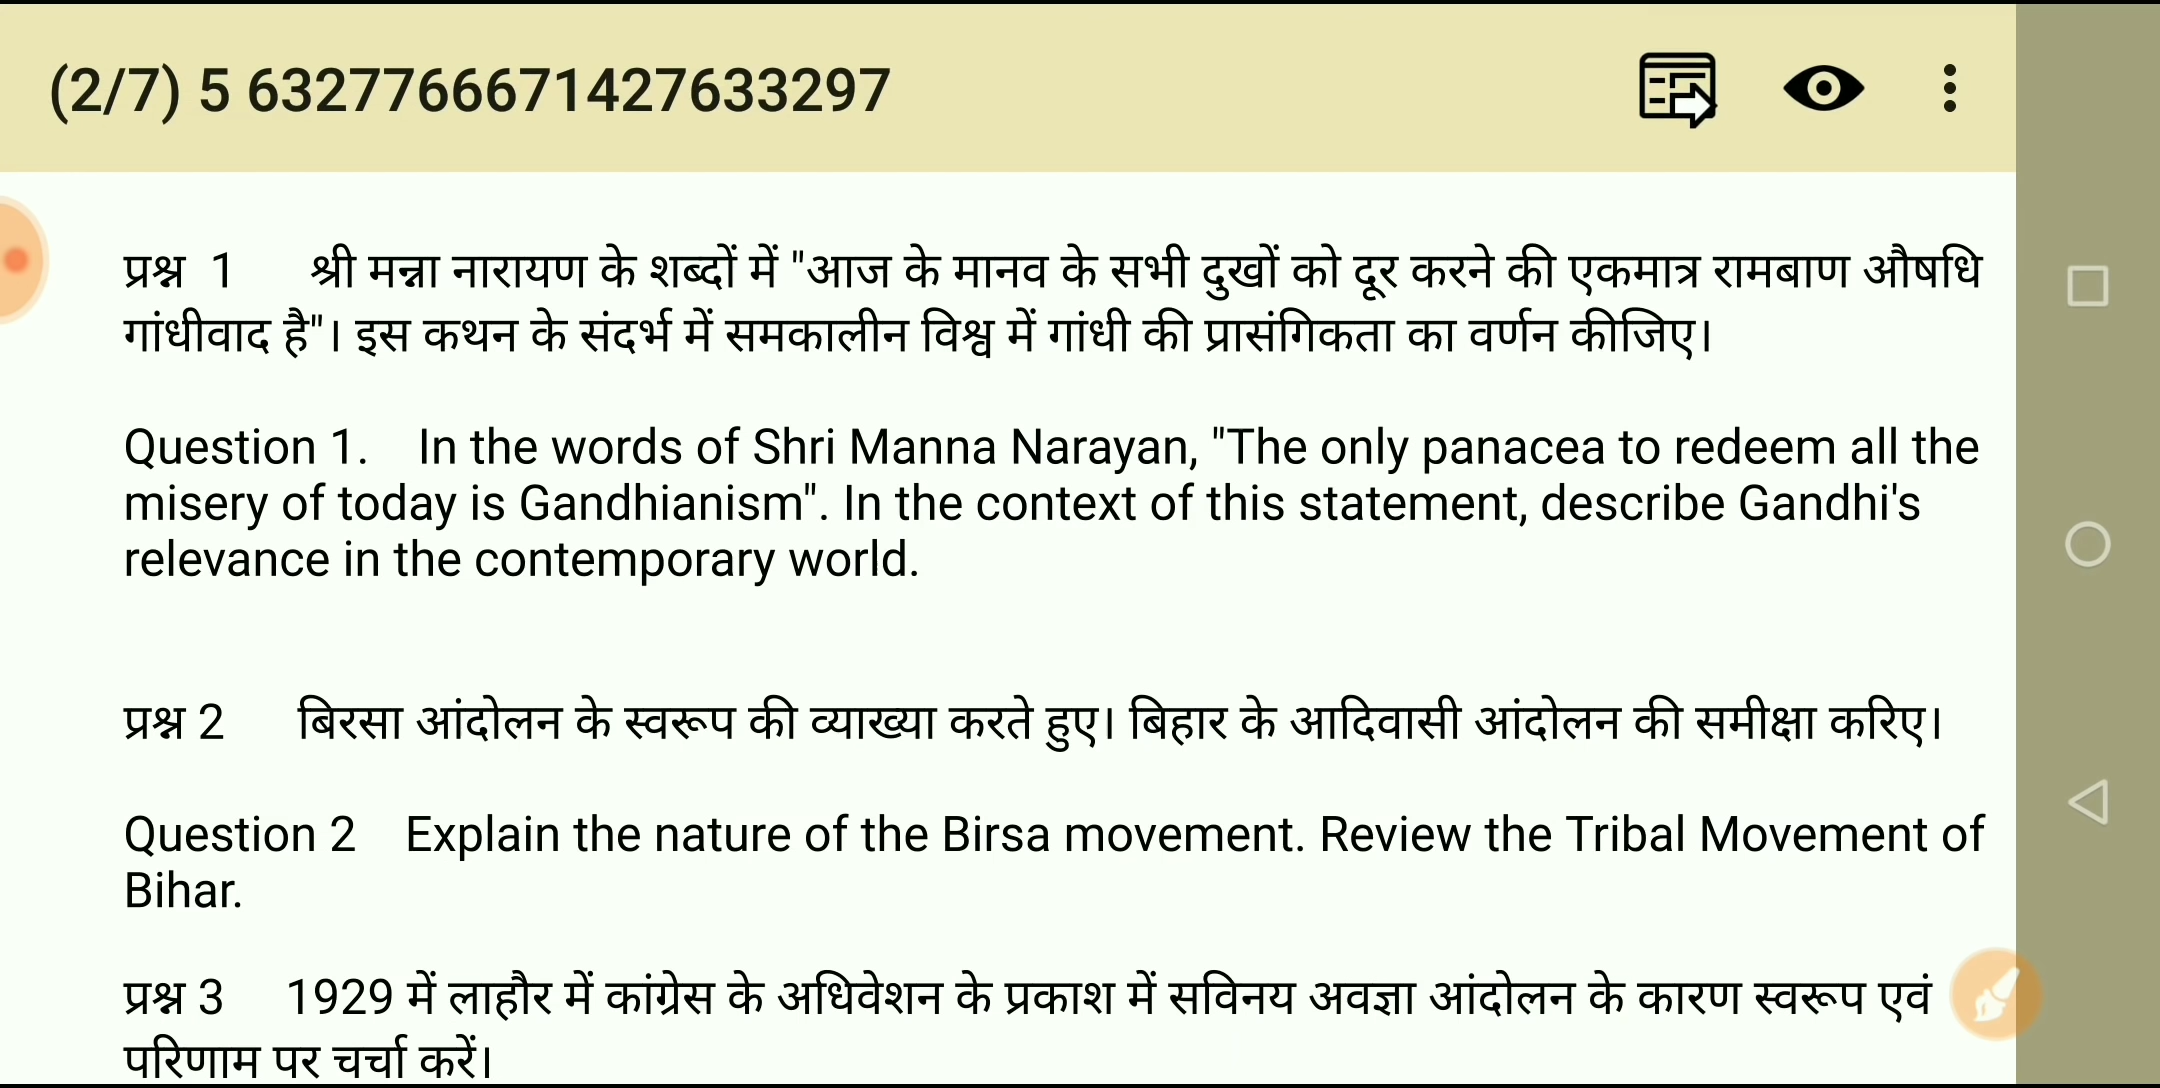 (2/7) 5 6327766671427633297
प्रश्न 1 श्री मन्ना नारायण के शब्दों में "आज के मानव के सभी दुखों को दूर करने की एकमात्र रामबाण औषधि
गांधीवाद है"। इस कथन के संदर्भ में समकालीन विश्व में गांधी की प्रासंगिकता का वर्णन कीजिए।
Question 1. In the words of Shri Manna Narayan, "The only panacea to redeem all the
misery of today is Gandhianism". In the context of this statement, describe Gandhi's
relevance in the contemporary world.
प्रश्न 2 बिरसा आंदोलन के स्वरूप की व्याख्या करते हुए। बिहार के आदिवासी आंदोलन की समीक्षा करिए।
Question 2 Explain the nature of the Birsa movement. Review the Tribal Movement of
Bihar.
प्रश्न 3 1929 में लाहौर में कांग्रेस के अधिवेशन के प्रकाश में सविनय अवज्ञा आंदोलन के कारण स्वरूप एवं
परिणाम पर चर्चा करें।